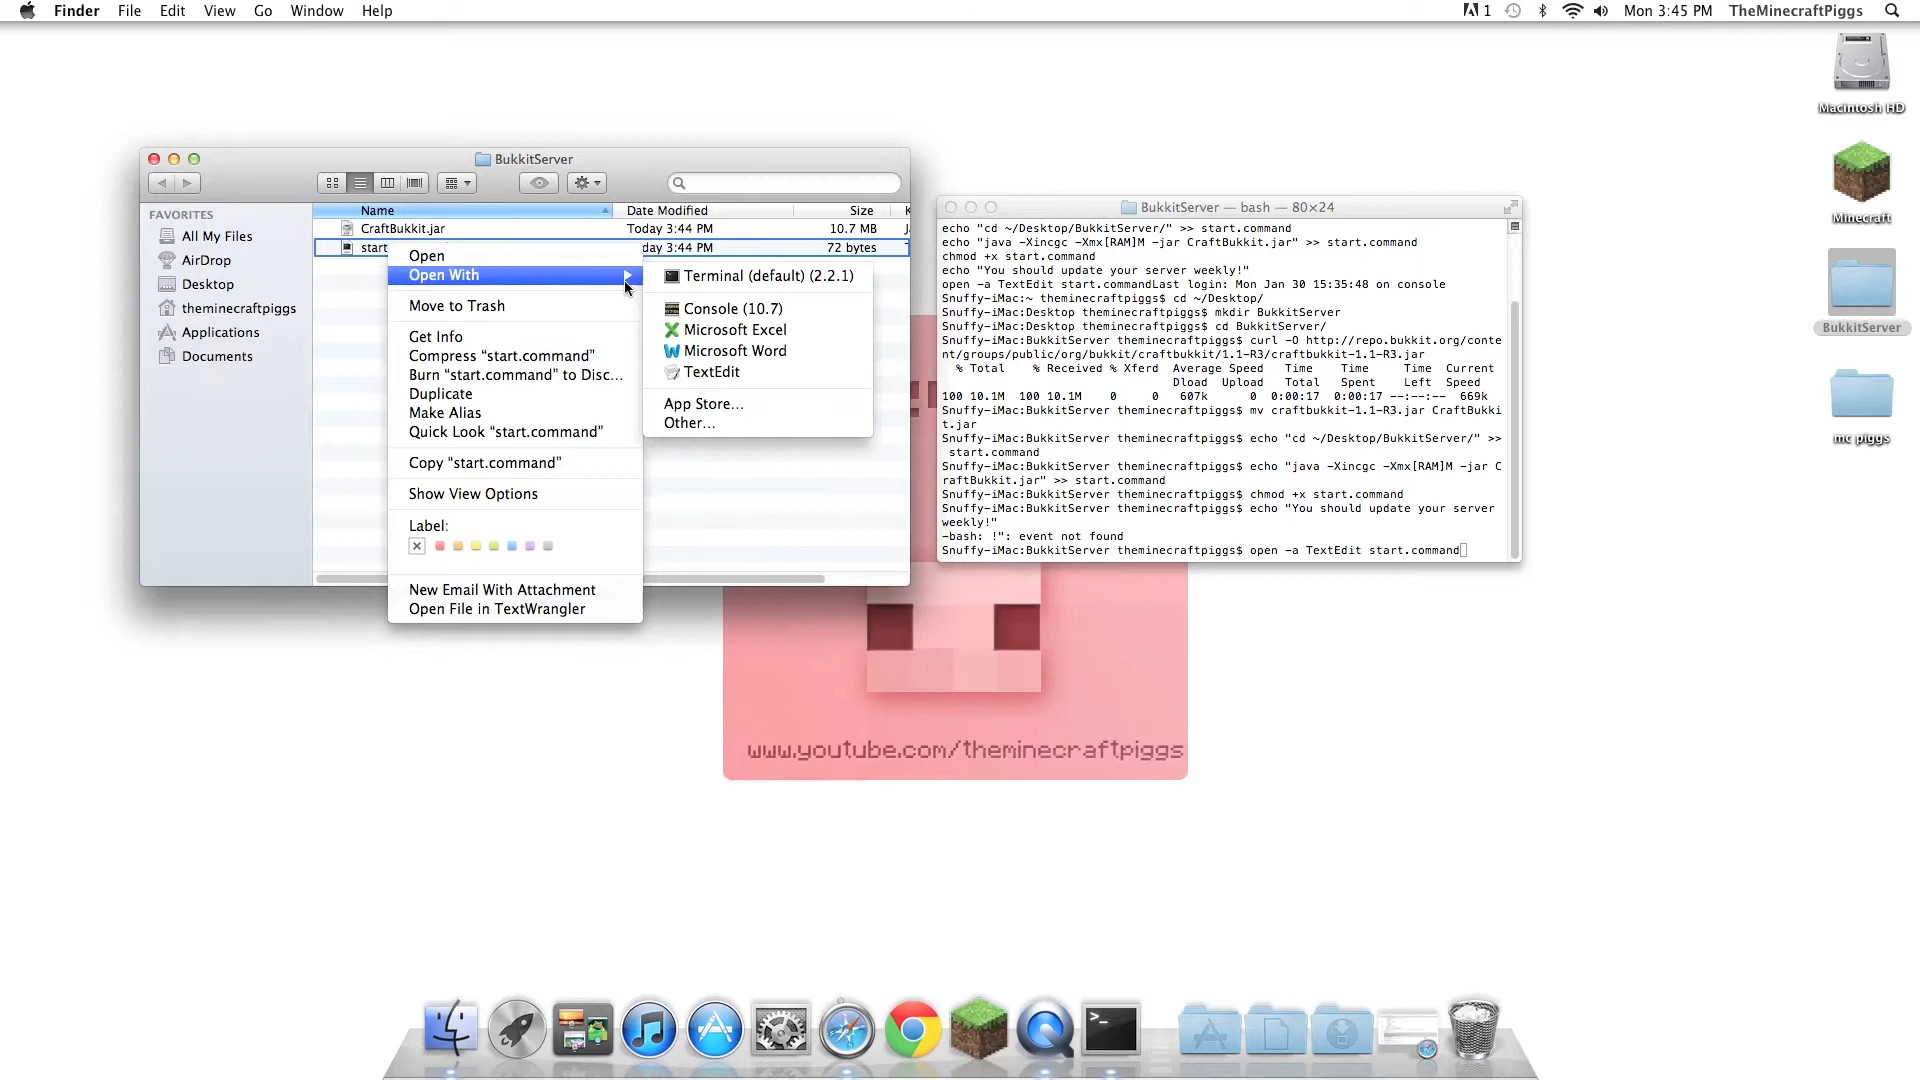 Finder File Edit View Go Window Help
1 Mon 3:45 PM TheMinecraftPiggs
Macintosh HD
Minecraft
BukkitServer
mc piggs
BukkitServer
FAVORITES
All My Files
AirDrop
Desktop
theminecraftpiggs
Applications
Documents
Name Date Modified Size
CraftBukkit.jar Today 3:44 PM 10.7 MB
start day 3:44 PM 72 bytes
Open
Open With
Move to Trash
Get Info
Compress “start.command”
Burn “start.command” to Disc…
Duplicate
Make Alias
Quick Look “start.command”
Copy “start.command”
Show View Options
Label:
New Email With Attachment
Open File in TextWrangler
Terminal (default) (2.2.1)
Console (10.7)
Microsoft Excel
Microsoft Word
TextEdit
App Store…
Other…
BukkitServer — bash — 80×24
echo "cd ~/Desktop/BukkitServer/" >> start.command
echo "java -Xincgc -Xmx[RAM]M -jar CraftBukkit.jar" >> start.command
chmod +x start.command
echo "You should update your server weekly!"
open -a TextEdit start.commandLast login: Mon Jan 30 15:35:48 on console
Snuffy-iMac:~ theminecraftpiggs$ cd ~/Desktop/
Snuffy-iMac:Desktop theminecraftpiggs$ mkdir BukkitServer
Snuffy-iMac:Desktop theminecraftpiggs$ cd BukkitServer/
Snuffy-iMac:BukkitServer theminecraftpiggs$ curl -O http://repo.bukkit.org/conte
nt/groups/public/org/bukkit/craftbukkit/1.1-R3/craftbukkit-1.1-R3.jar
% Total % Received % Xferd Average Speed Time Time Time Current
Dload Upload Total Spent Left Speed
100 10.1M 100 10.1M 0 0 607k 0 0:00:17 0:00:17 --:--:-- 669k
Snuffy-iMac:BukkitServer theminecraftpiggs$ mv craftbukkit-1.1-R3.jar CraftBukki
t.jar
Snuffy-iMac:BukkitServer theminecraftpiggs$ echo "cd ~/Desktop/BukkitServer/" >>
start.command
Snuffy-iMac:BukkitServer theminecraftpiggs$ echo "java -Xincgc -Xmx[RAM]M -jar C
raftBukkit.jar" >> start.command
Snuffy-iMac:BukkitServer theminecraftpiggs$ chmod +x start.command
Snuffy-iMac:BukkitServer theminecraftpiggs$ echo "You should update your server
weekly!"
-bash: !": event not found
Snuffy-iMac:BukkitServer theminecraftpiggs$ open -a TextEdit start.command
www.youtube.com/theminecraftpiggs